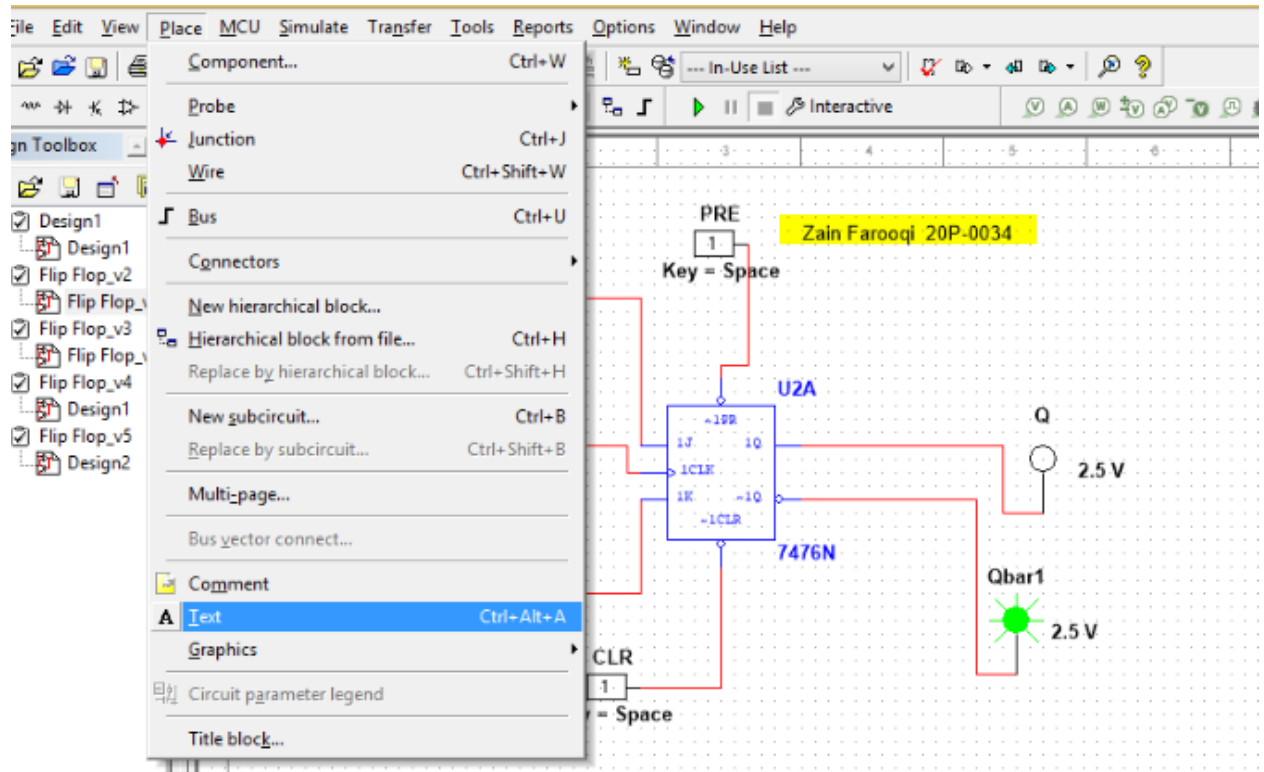 File Edit View Place MCU Simulate Transfer Tools Reports Options Window Help
--- In-Use List ---
Interactive
Toolbox
Design1
Design1
Flip Flop_v2
Flip Flop_v
Flip Flop_v3
Flip Flop_v
Flip Flop_v4
Design1
Flip Flop_v5
Design2
Component... Ctrl+W
Probe
Junction Ctrl+J
Wire Ctrl+Shift+W
Bus Ctrl+U
Connectors
New hierarchical block...
Hierarchical block from file... Ctrl+H
Replace by hierarchical block... Ctrl+Shift+H
New subcircuit... Ctrl+B
Replace by subcircuit... Ctrl+Shift+B
Multi-page...
Bus vector connect...
Comment
A Text Ctrl+Alt+A
Graphics
Circuit parameter legend
Title block...
3 4 5 6
PRE
1
Key = Space
Zain Farooqi 20P-0034
U2A
~1PR
1J 1Q
1CLK
1K ~1Q
~1CLR
7476N
Q
2.5 V
Qbar1
2.5 V
CLR
1
= Space